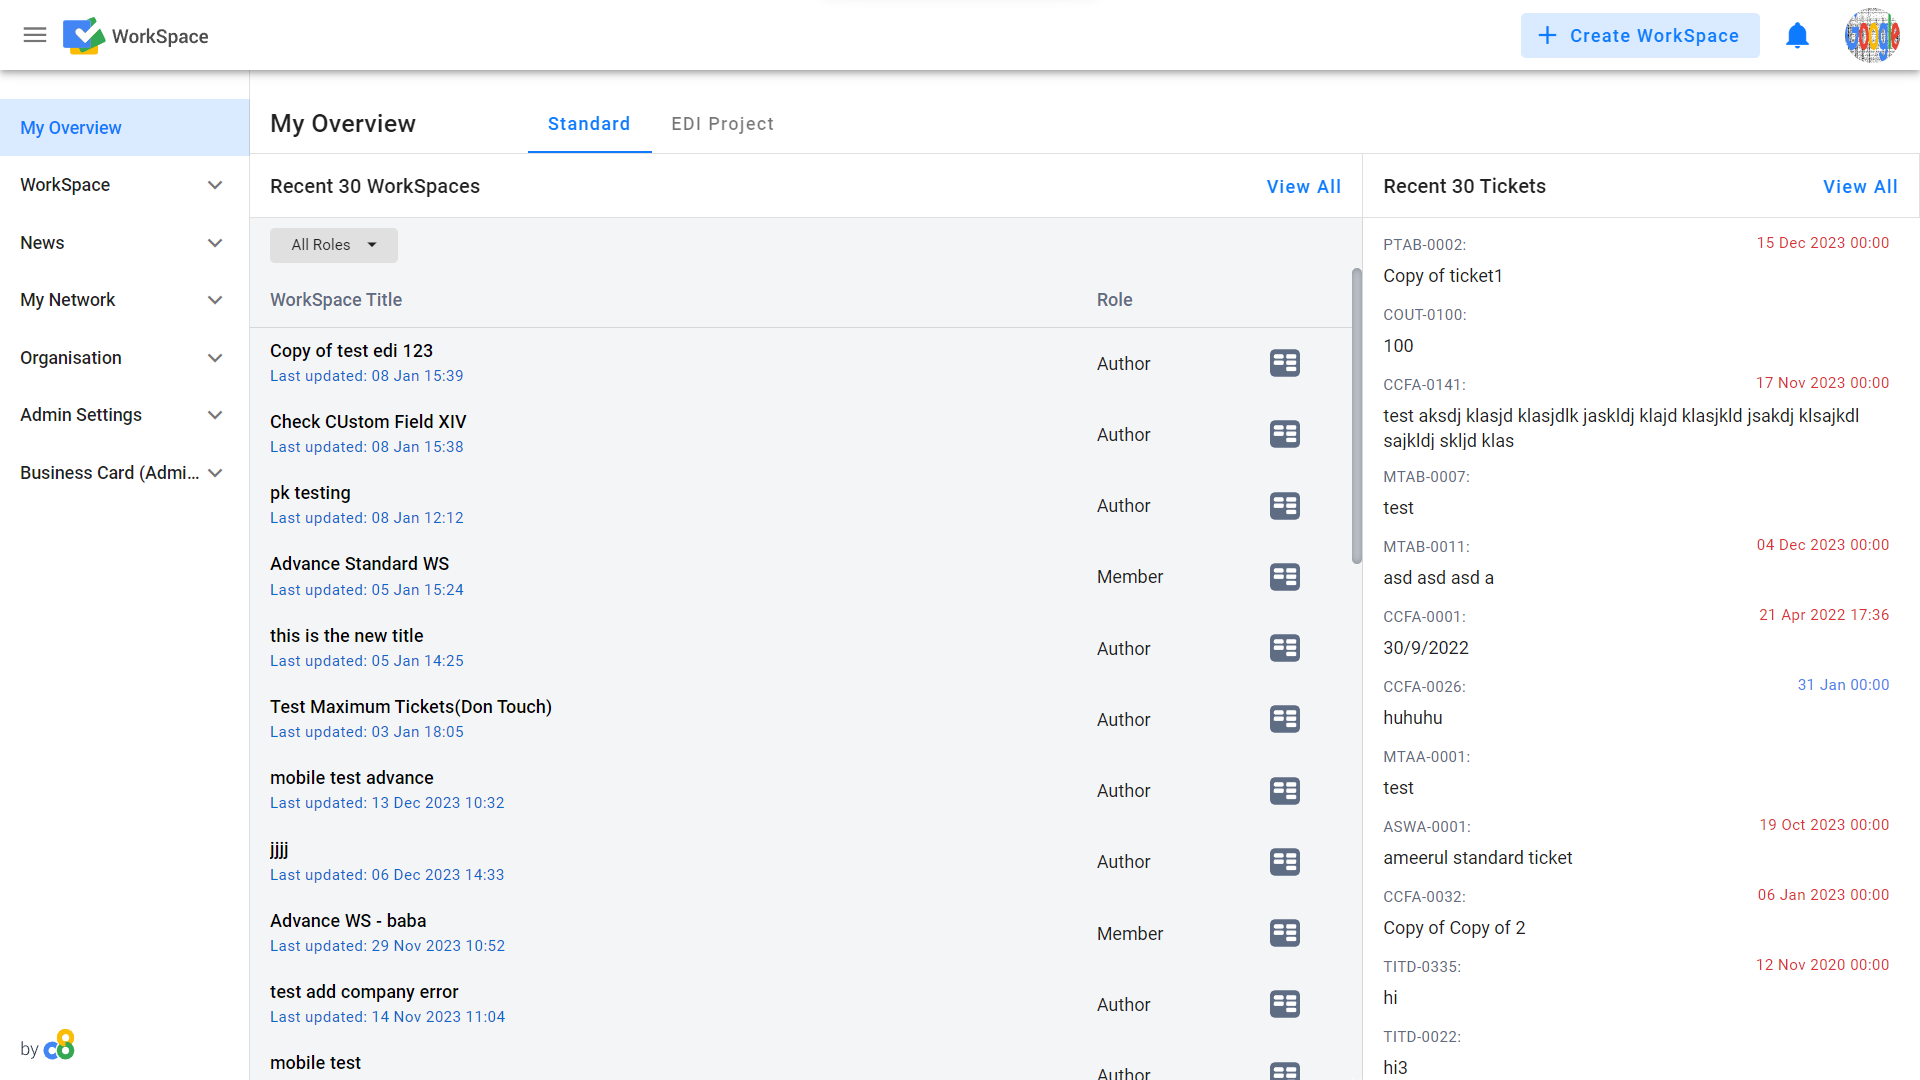 WorkSpace
Create WorkSpace
Google
My Overview
WorkSpace
News
My Network
Organisation
Admin Settings
Business Card (Admi...
by c8
My Overview
Standard
EDI Project
Recent 30 WorkSpaces
View All
All Roles
WorkSpace Title
Role
Copy of test edi 123
Last updated: 08 Jan 15:39
Author
Check CUstom Field XIV
Last updated: 08 Jan 15:38
Author
pk testing
Last updated: 08 Jan 12:12
Author
Advance Standard WS
Last updated: 05 Jan 15:24
Member
this is the new title
Last updated: 05 Jan 14:25
Author
Test Maximum Tickets(Don Touch)
Last updated: 03 Jan 18:05
Author
mobile test advance
Last updated: 13 Dec 2023 10:32
Author
jjjj
Last updated: 06 Dec 2023 14:33
Author
Advance WS - baba
Last updated: 29 Nov 2023 10:52
Member
test add company error
Last updated: 14 Nov 2023 11:04
Author
mobile test
Author
Recent 30 Tickets
View All
PTAB-0002:
15 Dec 2023 00:00
Copy of ticket1
COUT-0100:
100
CCFA-0141:
17 Nov 2023 00:00
test aksdj klasjd klasjdlk jaskldj klajd klasjkld jsakdj klsajkdl
sajkldj skljd klas
MTAB-0007:
test
MTAB-0011:
04 Dec 2023 00:00
asd asd asd a
CCFA-0001:
21 Apr 2022 17:36
30/9/2022
CCFA-0026:
31 Jan 00:00
huhuhu
MTAA-0001:
test
ASWA-0001:
19 Oct 2023 00:00
ameerul standard ticket
CCFA-0032:
06 Jan 2023 00:00
Copy of Copy of 2
TITD-0335:
12 Nov 2020 00:00
hi
TITD-0022:
hi3